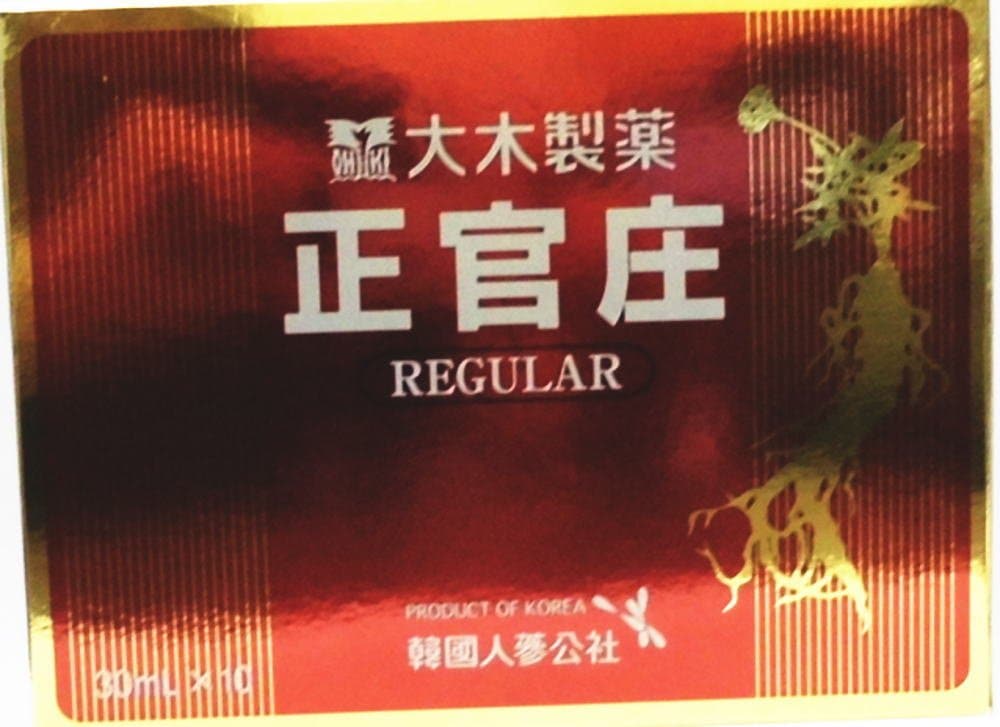 OHKI 大木製薬
正官庄
REGULAR
PRODUCT OF KOREA
韓國人蔘公社
30mL×10